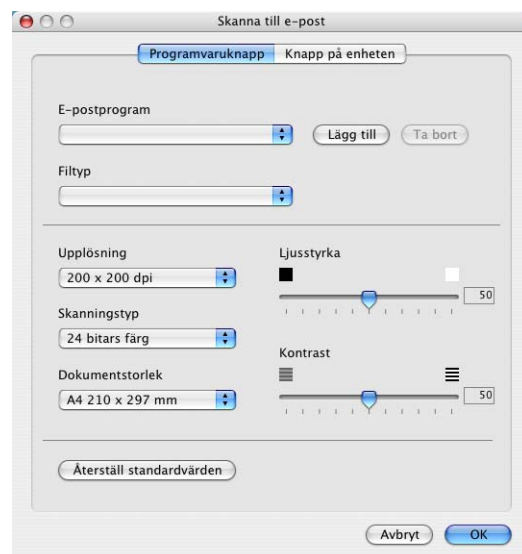 Skanna till e-post
Programvaruknapp Knapp på enheten
E-postprogram
Lägg till Ta bort
Filtyp
Upplösning
200 x 200 dpi
Skanningstyp
24 bitars färg
Dokumentstorlek
A4 210 x 297 mm
Ljusstyrka
50
Kontrast
50
Återställ standardvärden
Avbryt OK